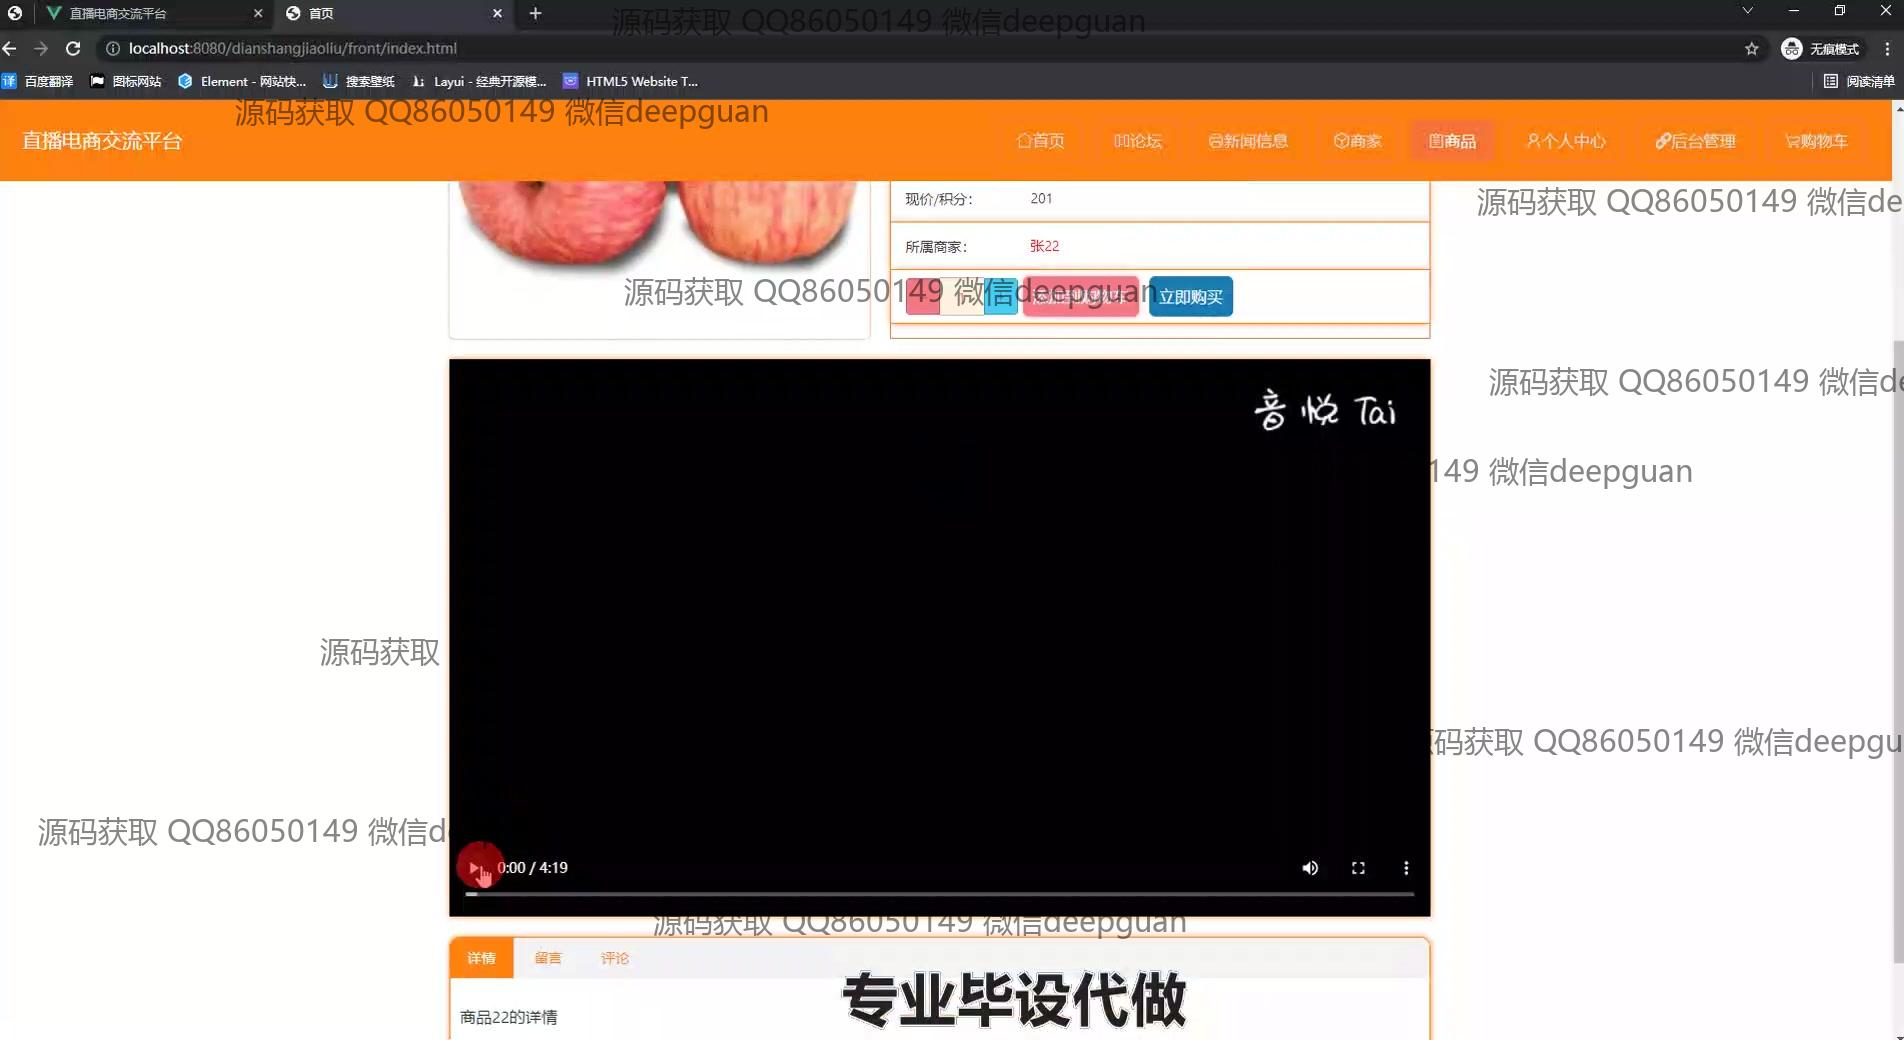 直播电商交流平台
首页
源码获取 QQ86050149 微信deepguan
localhost:8080/dianshangjiaoliu/front/index.html
无痕模式
百度翻译
图标网站
Element - 网站快...
搜索壁纸
Layui - 经典开源模...
HTML5 Website T...
阅读清单
源码获取 QQ86050149 微信deepguan
直播电商交流平台
首页
论坛
新闻信息
商家
商品
个人中心
后台管理
购物车
现价/积分：
201
源码获取 QQ86050149 微信de
所属商家：
张22
源码获取 QQ86050149 微信deepguan
添加到购物车
立即购买
音悦Tai
源码获取 QQ86050149 微信de
149 微信deepguan
源码获取
码获取 QQ86050149 微信deepgu
源码获取 QQ86050149 微信d
0:00 / 4:19
源码获取 QQ86050149 微信deepguan
详情
留言
评论
专业毕设代做
商品22的详情